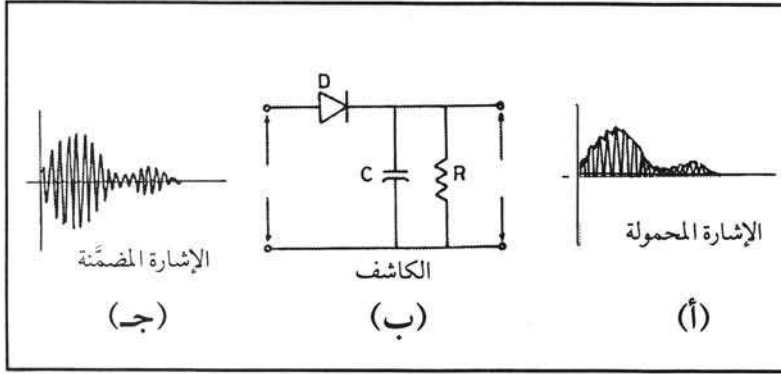 D
C
R
الإشارة المحمولة
الكاشف
الإشارة المضمَّنة
(أ)
(ب)
(جـ)